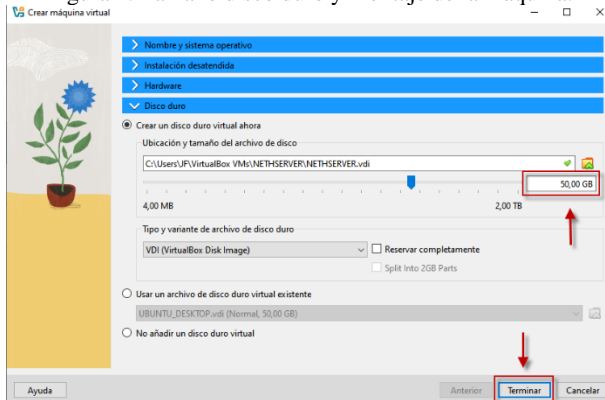 Crear máquina virtual
Nombre y sistema operativo
Instalación desatendida
Hardware
Disco duro
Crear un disco duro virtual ahora
Ubicación y tamaño del archivo de disco
C:\Users\JF\VirtualBox VMs\NETHSERVER\NETHSERVER.vdi
50,00 GB
4,00 MB 2,00 TB
Tipo y variante de archivo de disco duro
VDI (VirtualBox Disk Image) Reservar completamente
Split Into 2GB Parts
Usar un archivo de disco duro virtual existente
UBUNTU_DESKTOP.vdi (Normal, 50,00 GB)
No añadir un disco duro virtual
Ayuda Anterior Terminar Cancelar